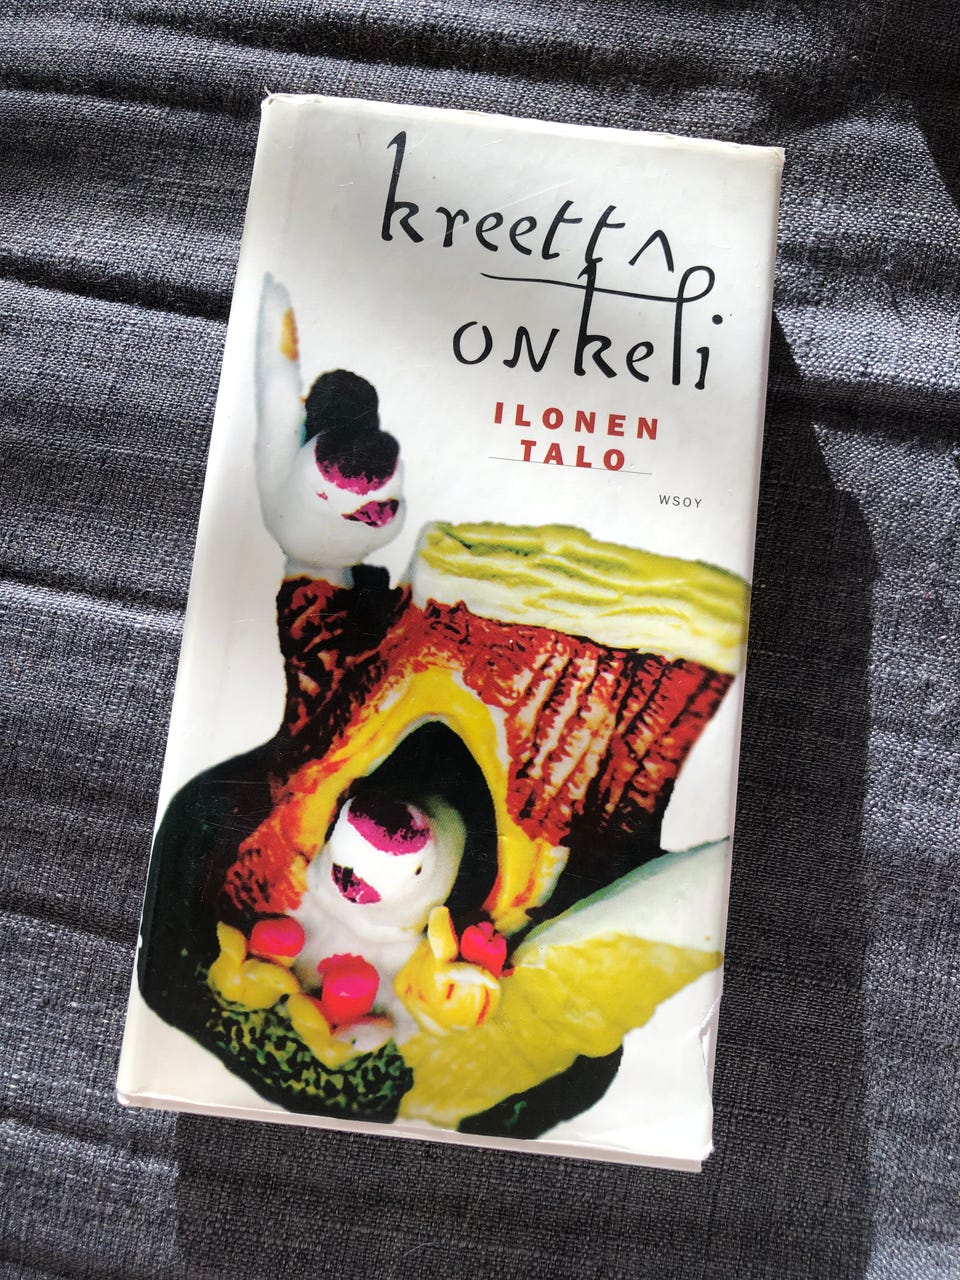 kreettA
onkeli
ILONEN
TALO
WSOY